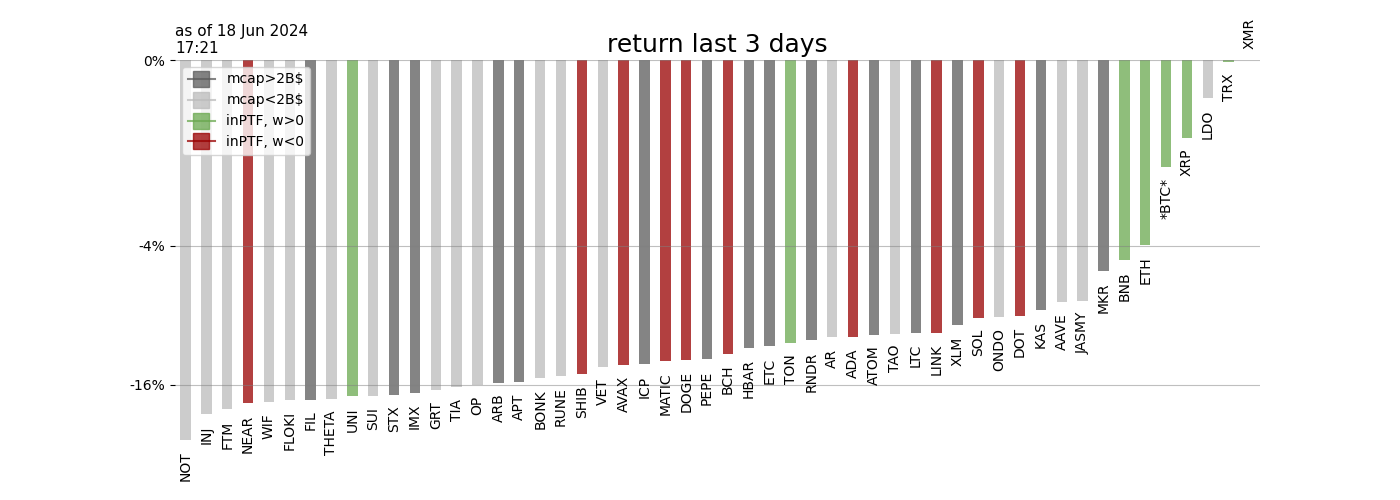 as of 18 Jun 2024
17:21
return last 3 days
XMR
0%
mcap>2B$
mcap<2B$
inPTF, w>0
inPTF, w<0
-4%
-16%
NOT
INJ
FTM
NEAR
WIF
FLOKI
FIL
THETA
UNI
SUI
STX
IMX
GRT
TIA
OP
ARB
APT
BONK
RUNE
SHIB
VET
AVAX
ICP
MATIC
DOGE
PEPE
BCH
HBAR
ETC
TON
RNDR
AR
ADA
ATOM
TAO
LTC
LINK
XLM
SOL
ONDO
DOT
KAS
AAVE
JASMY
MKR
BNB
ETH
*BTC*
XRP
LDO
TRX